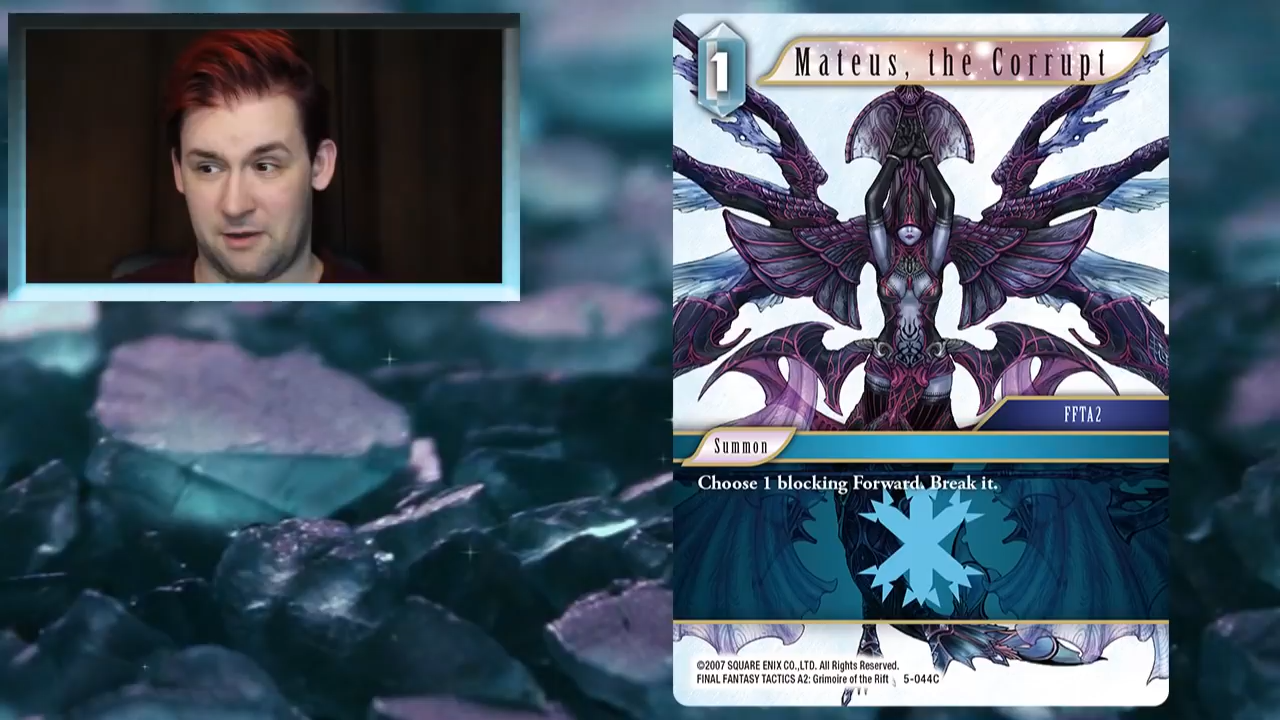 1
Mateus, the Corrupt
FFTA2
Summon
Choose 1 blocking Forward. Break it.
©2007 SQUARE ENIX CO.,LTD. All Rights Reserved.
FINAL FANTASY TACTICS A2: Grimoire of the Rift 5-044C